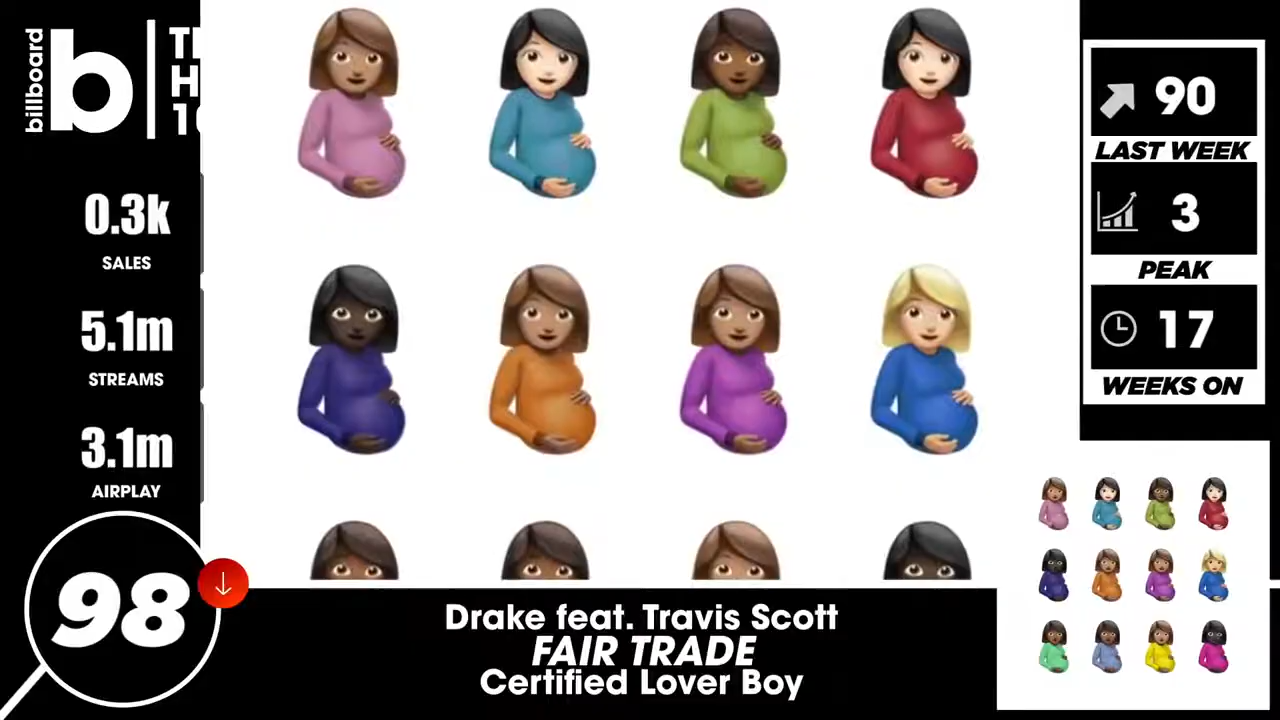 billboard
b
0.3k
SALES
5.1m
STREAMS
3.1m
AIRPLAY
98
Drake feat. Travis Scott
FAIR TRADE
Certified Lover Boy
90
LAST WEEK
3
PEAK
17
WEEKS ON